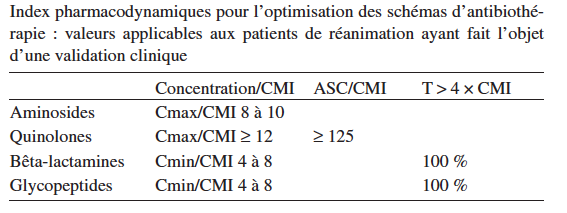 Index pharmacodynamiques pour l’optimisation des schémas d’antibiothé-
rapie : valeurs applicables aux patients de réanimation ayant fait l’objet
d’une validation clinique
Concentration/CMI ASC/CMI T > 4 × CMI
Aminosides Cmax/CMI 8 à 10
Quinolones Cmax/CMI ≥ 12 ≥ 125
Bêta-lactamines Cmin/CMI 4 à 8 100 %
Glycopeptides Cmin/CMI 4 à 8 100 %